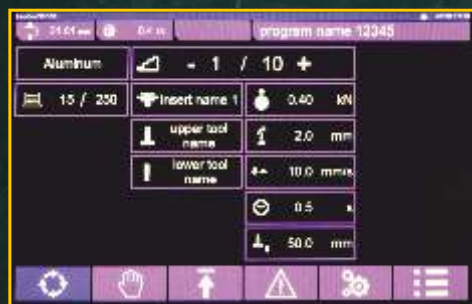 program name 12345
Aluminum
- 1 / 10 +
15 / 250
Insert name 1
0.40 kN
upper tool
name
2.0 mm
lower tool
name
10.0 mm/s
0.5 s
50.0 mm